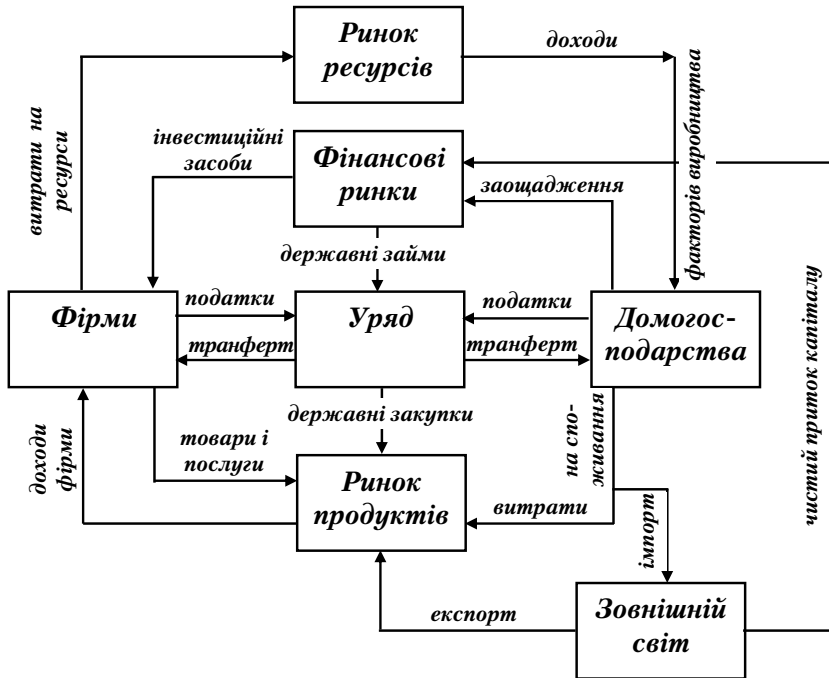 Ринок
ресурсів
доходи
факторів виробництва
витрати на
ресурси
інвестиційні
засоби
Фінансові
ринки
заощадження
державні займи
чистий приток капіталу
Фірми
податки
Уряд
податки
Домогос-
подарства
транферт
транферт
державні закупки
доходи
фірми
товари і
послуги
на спо-
живання
Ринок
продуктів
витрати
імпорт
експорт
Зовнішній
світ